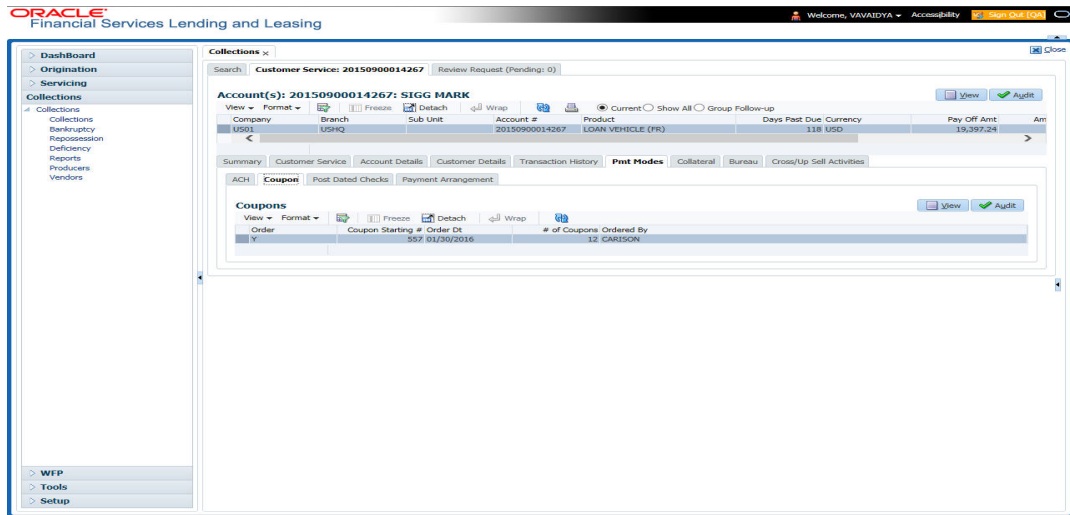 ORACLE
Financial Services Lending and Leasing
Welcome, VAVAIDYA Accessibility Sign Out [QA]
Close
DashBoard
Origination
Servicing
Collections
Collections
Collections
Bankruptcy
Repossession
Deficiency
Reports
Producers
Vendors
WFP
Tools
Setup
Collections
Search Customer Service: 20150900014267 Review Request (Pending: 0)
Account(s): 20150900014267: SIGG MARK
View Audit
View Format Freeze Detach Wrap Current Show All Group Follow-up
Company Branch Sub Unit Account # Product Days Past Due Currency Pay Off Amt Am
US01 USHQ 20150900014267 LOAN VEHICLE (FR) 118 USD 19,397.24
Summary Customer Service Account Details Customer Details Transaction History Pmt Modes Collateral Bureau Cross/Up Sell Activities
ACH Coupon Post Dated Checks Payment Arrangement
Coupons
View Audit
View Format Freeze Detach Wrap
Order Coupon Starting # Order Dt # of Coupons Ordered By
Y 557 01/30/2016 12 CARISON